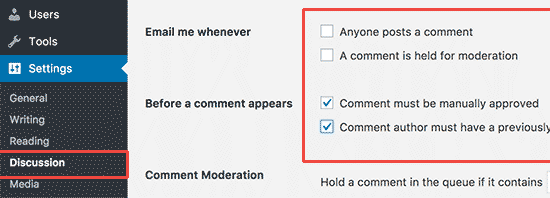 Users
Tools
Settings
General
Writing
Reading
Discussion
Media
Email me whenever
Anyone posts a comment
A comment is held for moderation
Before a comment appears
Comment must be manually approved
Comment author must have a previously
Comment Moderation
Hold a comment in the queue if it contains